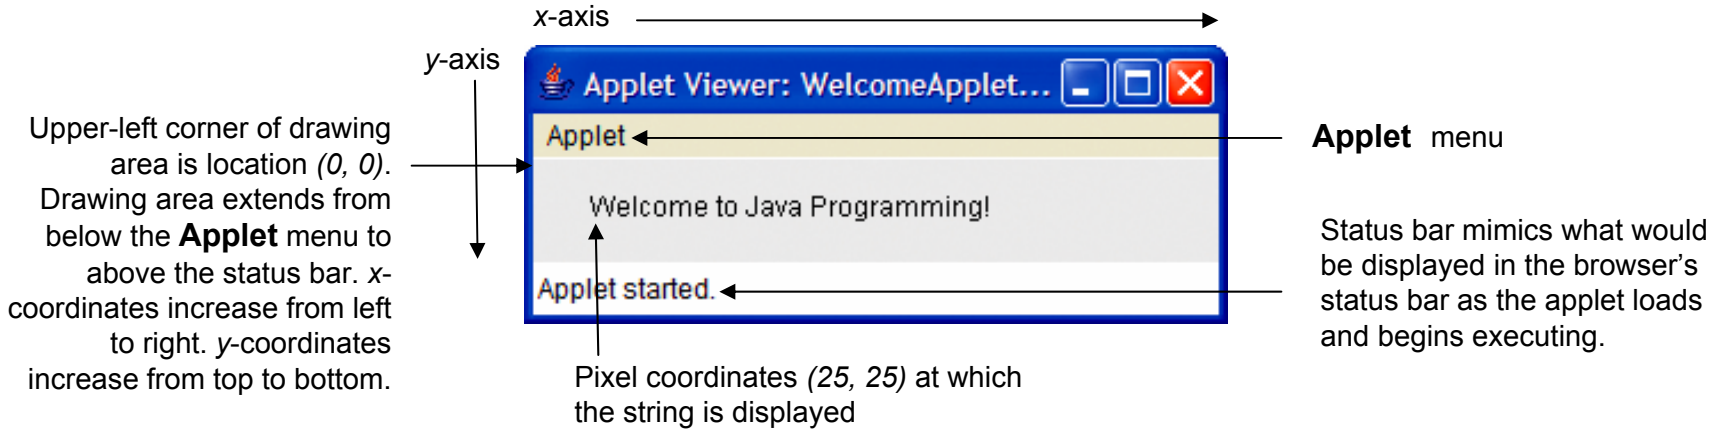 x-axis
y-axis
Applet Viewer: WelcomeApplet...
Upper-left corner of drawing
area is location (0, 0).
Drawing area extends from
below the Applet menu to
above the status bar. x-
coordinates increase from left
to right. y-coordinates
increase from top to bottom.
Applet
Welcome to Java Programming!
Applet started.
Applet menu
Status bar mimics what would
be displayed in the browser's
status bar as the applet loads
and begins executing.
Pixel coordinates (25, 25) at which
the string is displayed